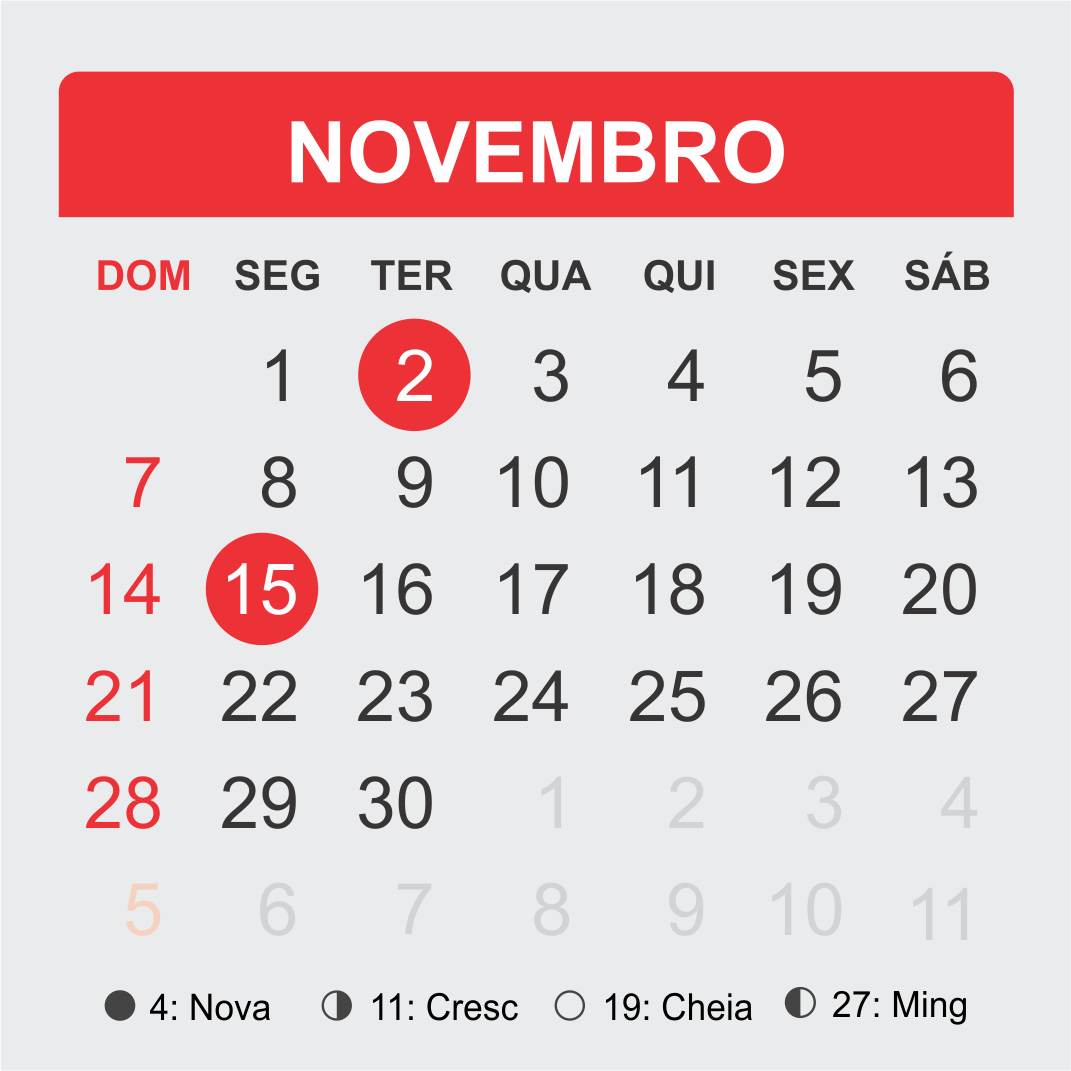 NOVEMBRO
DOM SEG TER QUA QUI SEX SÁB
1 2 3 4 5 6
7 8 9 10 11 12 13
14 15 16 17 18 19 20
21 22 23 24 25 26 27
28 29 30 1 2 3 4
5 6 7 8 9 10 11
4: Nova 11: Cresc 19: Cheia 27: Ming